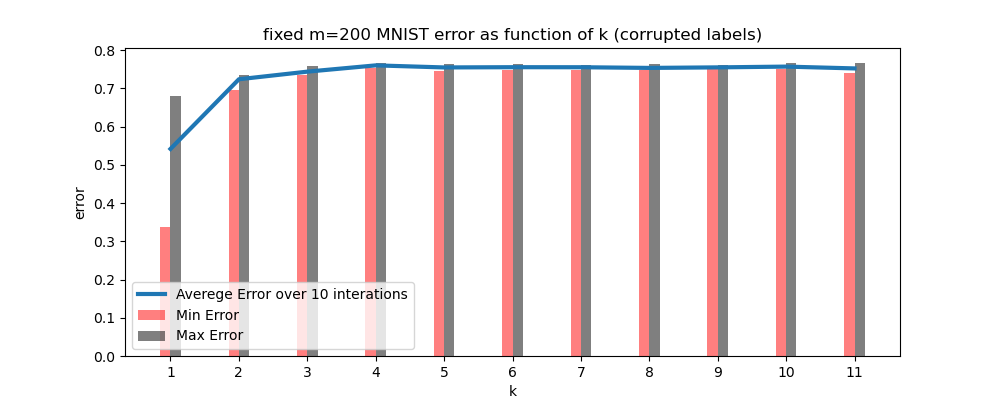 fixed m=200 MNIST error as function of k (corrupted labels)
0.8
0.7
0.6
0.5
0.4
0.3
0.2
0.1
0.0
error
Averege Error over 10 interations
Min Error
Max Error
1 2 3 4 5 6 7 8 9 10 11
k